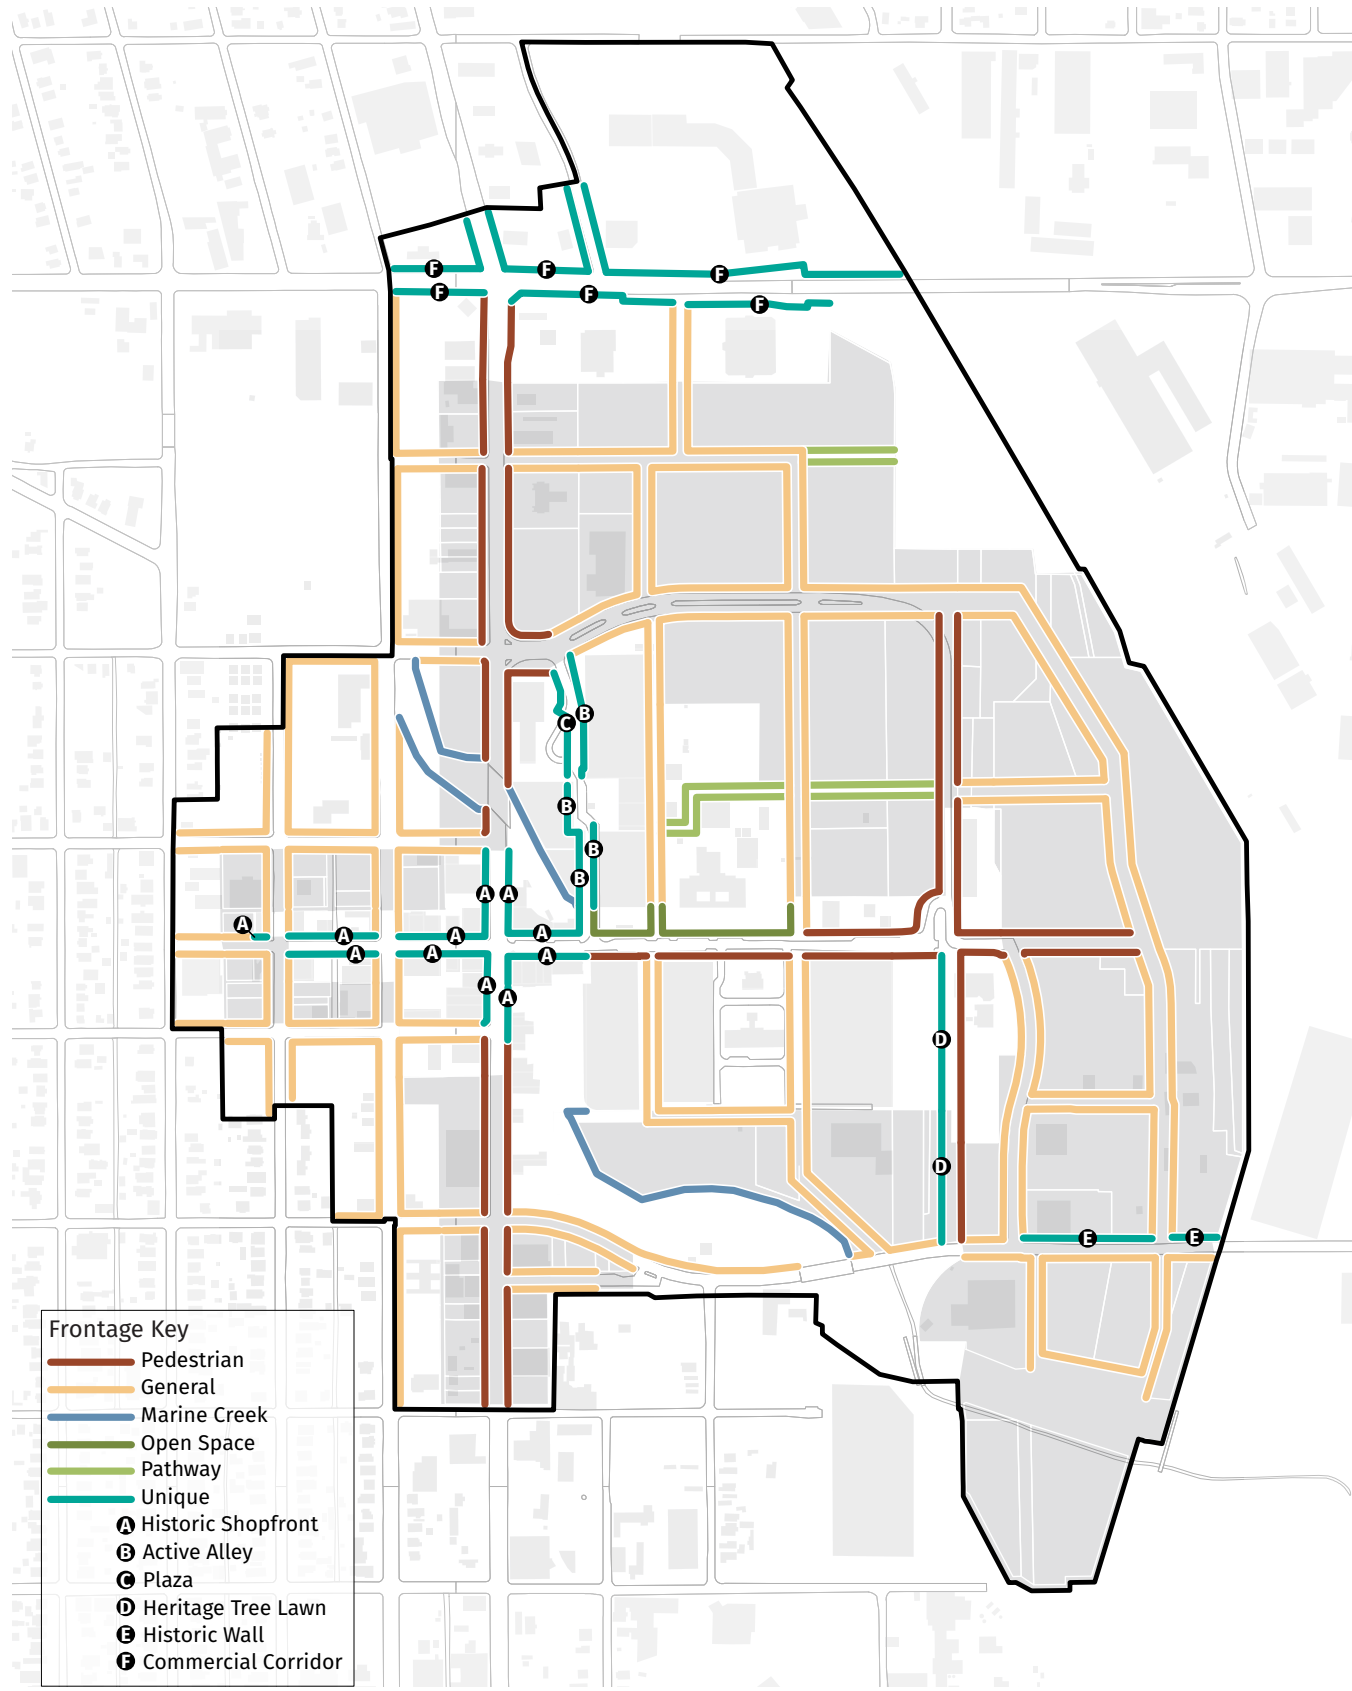 F
F
F
F
F
F
B
C
B
B
B
A
A
A
A
A
A
A
A
A
A
A
D
D
E
E
Frontage Key
Pedestrian
General
Marine Creek
Open Space
Pathway
Unique
A Historic Shopfront
B Active Alley
C Plaza
D Heritage Tree Lawn
E Historic Wall
F Commercial Corridor